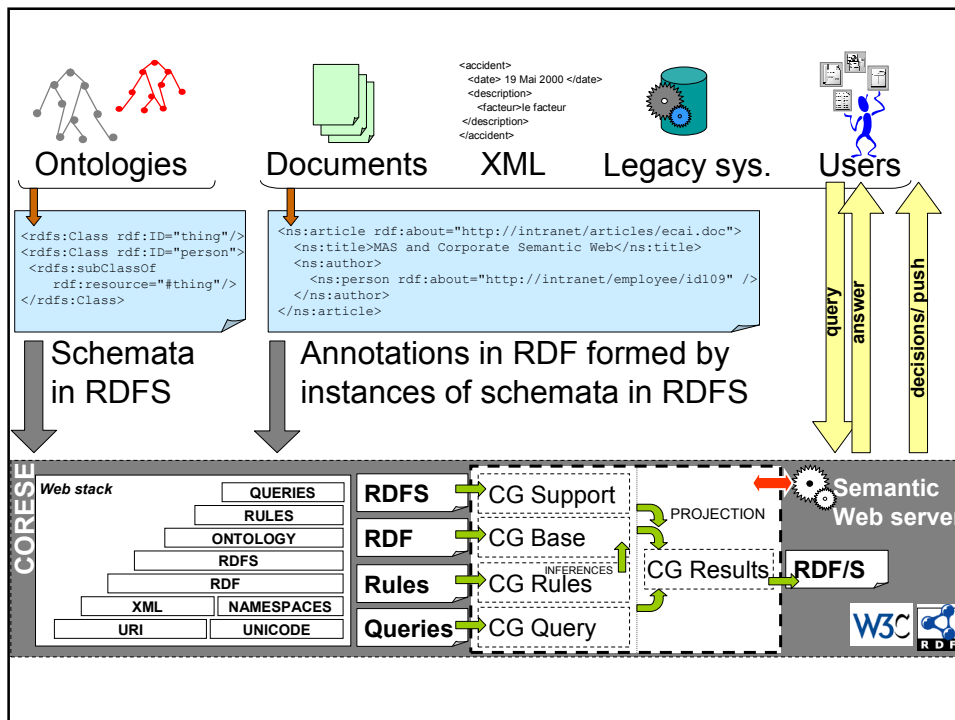 <accident>
<date> 19 Mai 2000 </date>
<description>
<facteur>le facteur
</description>
</accident>
Ontologies
Documents
XML
Legacy sys.
Users
<rdfs:Class rdf:ID="thing"/>
<rdfs:Class rdf:ID="person">
<rdfs:subClassOf
rdf:resource="#thing"/>
</rdfs:Class>
<ns:article rdf:about="http://intranet/articles/ecai.doc">
<ns:title>MAS and Corporate Semantic Web</ns:title>
<ns:author>
<ns:person rdf:about="http://intranet/employee/id109" />
</ns:author>
</ns:article>
query
answer
decisions/ push
Schemata
in RDFS
Annotations in RDF formed by
instances of schemata in RDFS
CORESE
Web stack
QUERIES
RULES
ONTOLOGY
RDFS
RDF
XML
NAMESPACES
URI
UNICODE
RDFS
RDF
Rules
Queries
CG Support
CG Base
INFERENCES
CG Rules
CG Query
PROJECTION
CG Results
Semantic
Web server
RDF/S
W3C
RDF